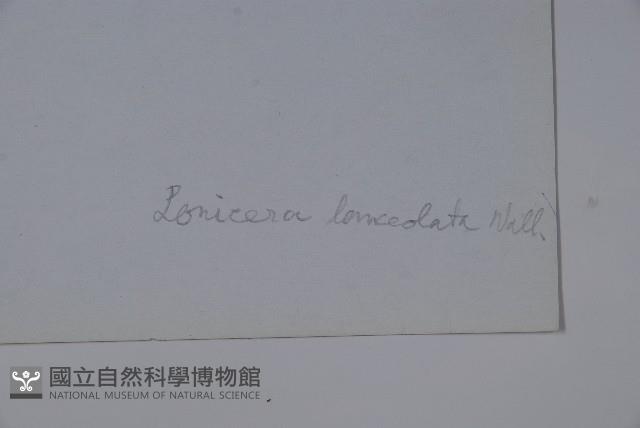 Lonicera lanceolata Wall.
國立自然科學博物館
NATIONAL MUSEUM OF NATURAL SCIENCE